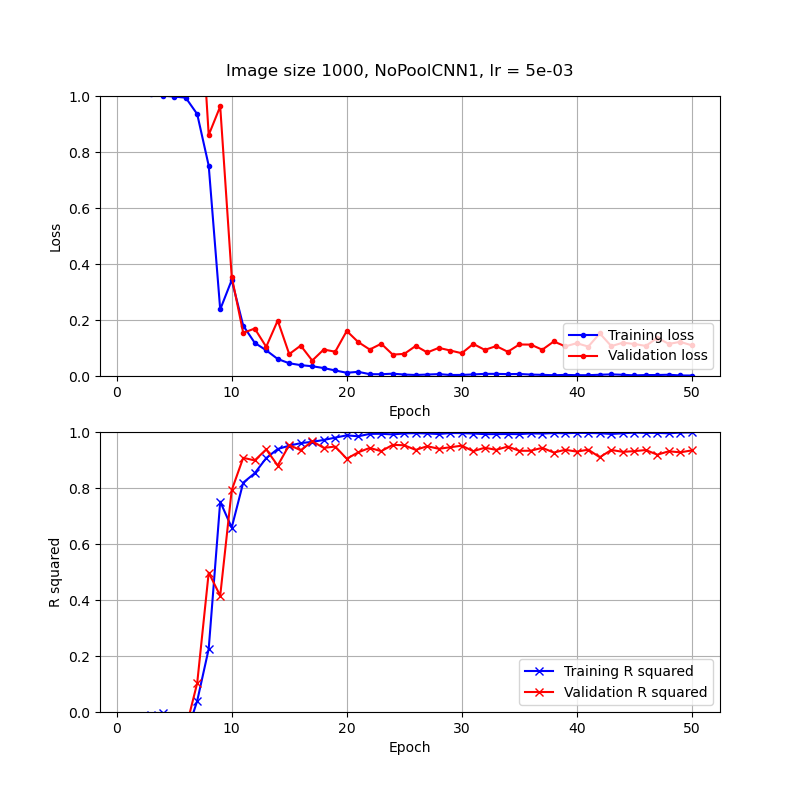 Image size 1000, NoPoolCNN1, lr = 5e-03
1.0
0.8
0.6
0.4
0.2
0.0
Loss
Training loss
Validation loss
0 10 20 30 40 50
Epoch
1.0
0.8
0.6
0.4
0.2
0.0
R squared
Training R squared
Validation R squared
0 10 20 30 40 50
Epoch